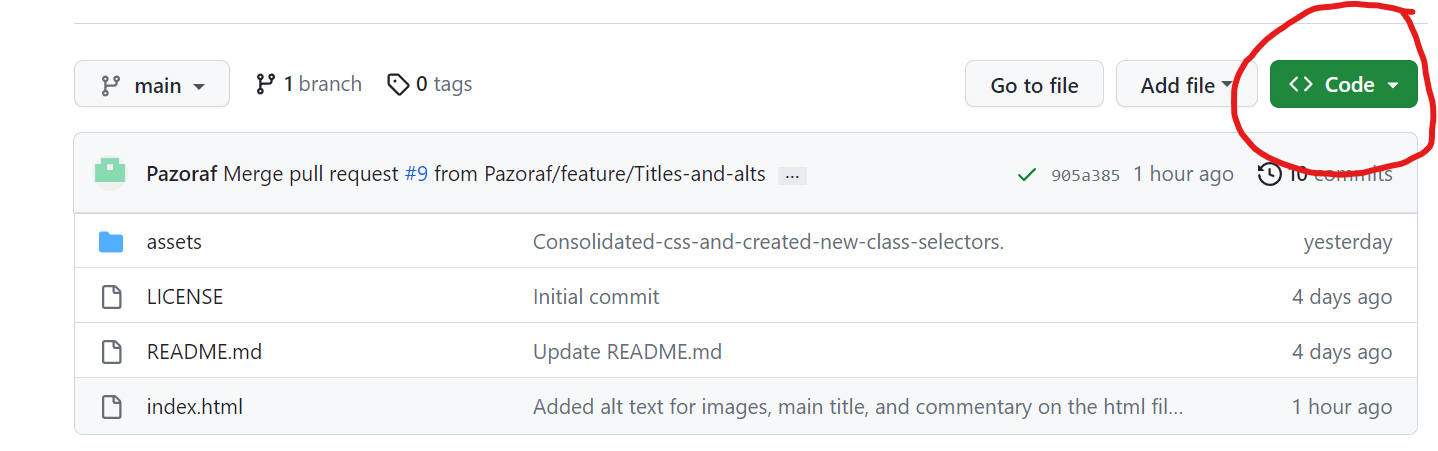 main 1 branch 0 tags Go to file Add file Code
Pazoraf Merge pull request #9 from Pazoraf/feature/Titles-and-alts ... 905a385 1 hour ago 10 commits
assets Consolidated-css-and-created-new-class-selectors. yesterday
LICENSE Initial commit 4 days ago
README.md Update README.md 4 days ago
index.html Added alt text for images, main title, and commentary on the html fil... 1 hour ago